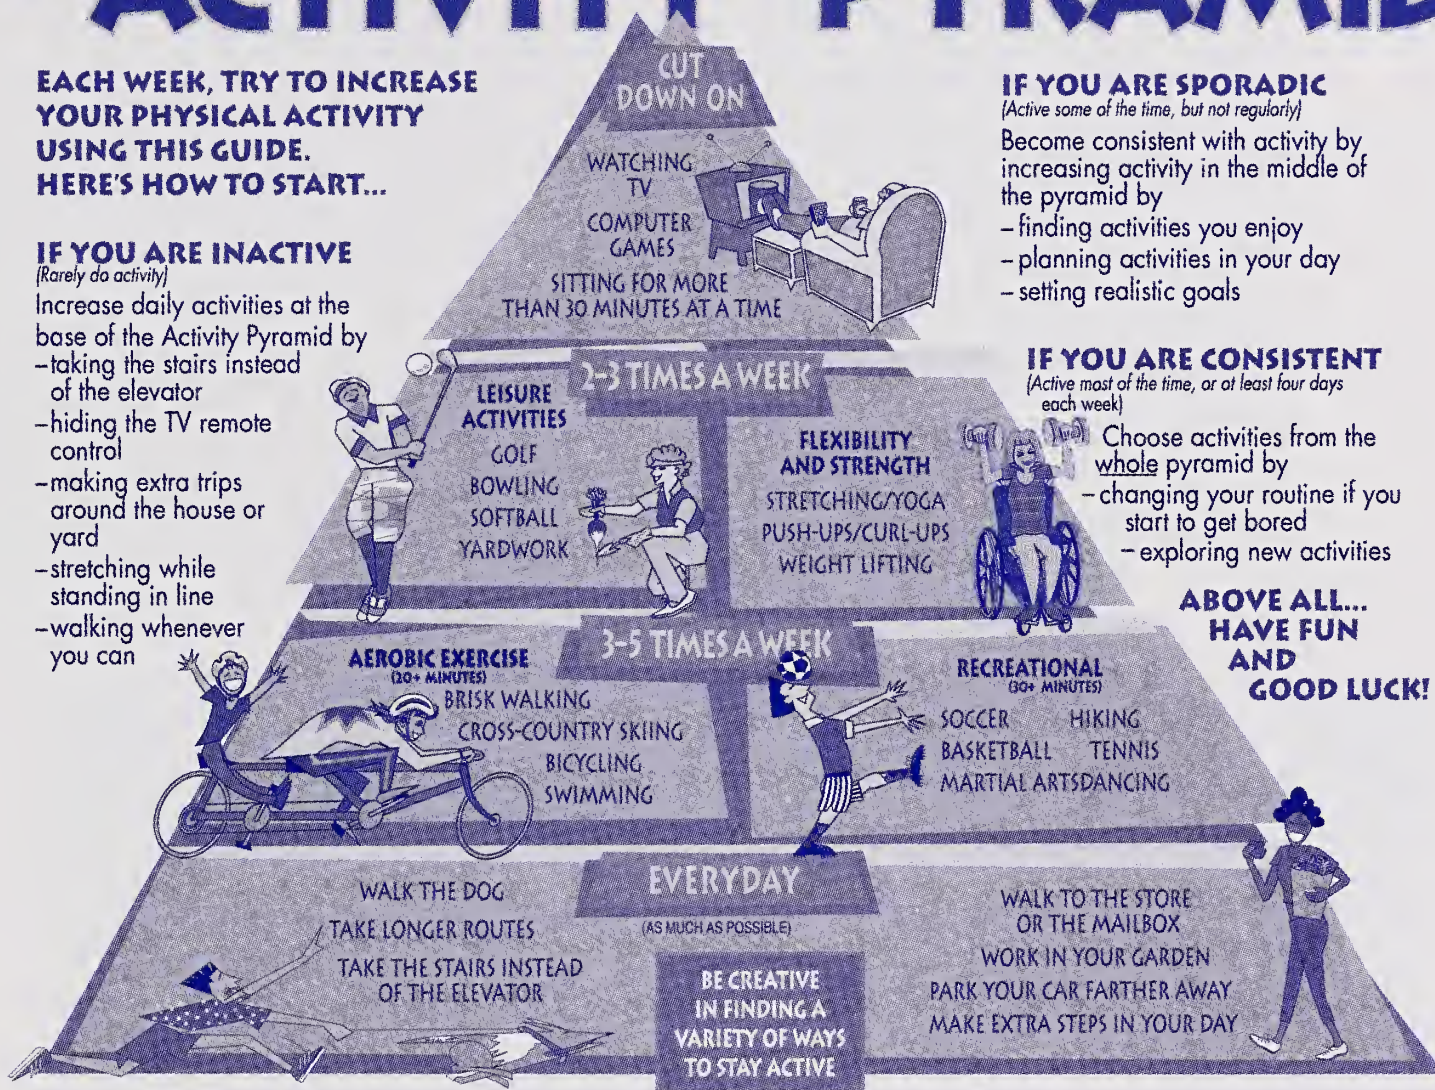 ACTIVITY PYRAMID
EACH WEEK, TRY TO INCREASE
YOUR PHYSICAL ACTIVITY
USING THIS GUIDE.
HERE'S HOW TO START...
IF YOU ARE INACTIVE
(Rarely do activity)
Increase daily activities at the
base of the Activity Pyramid by
–taking the stairs instead
of the elevator
–hiding the TV remote
control
–making extra trips
around the house or
yard
–stretching while
standing in line
–walking whenever
you can
CUT
DOWN ON
WATCHING
TV
COMPUTER
GAMES
SITTING FOR MORE
THAN 30 MINUTES AT A TIME
IF YOU ARE SPORADIC
(Active some of the time, but not regularly)
Become consistent with activity by
increasing activity in the middle of
the pyramid by
– finding activities you enjoy
– planning activities in your day
– setting realistic goals
IF YOU ARE CONSISTENT
(Active most of the time, or at least four days
each week)
Choose activities from the
whole pyramid by
– changing your routine if you
start to get bored
– exploring new activities
ABOVE ALL...
HAVE FUN
AND
GOOD LUCK!
2-3 TIMES A WEEK
LEISURE
ACTIVITIES
GOLF
BOWLING
SOFTBALL
YARDWORK
FLEXIBILITY
AND STRENGTH
STRETCHING/YOGA
PUSH-UPS/CURL-UPS
WEIGHT LIFTING
3-5 TIMES A WEEK
AEROBIC EXERCISE
(20+ MINUTES)
BRISK WALKING
CROSS-COUNTRY SKIING
BICYCLING
SWIMMING
RECREATIONAL
(30+ MINUTES)
SOCCER HIKING
BASKETBALL TENNIS
MARTIAL ARTSDANCING
EVERYDAY
(AS MUCH AS POSSIBLE)
WALK THE DOG
TAKE LONGER ROUTES
TAKE THE STAIRS INSTEAD
OF THE ELEVATOR
BE CREATIVE
IN FINDING A
VARIETY OF WAYS
TO STAY ACTIVE
WALK TO THE STORE
OR THE MAILBOX
WORK IN YOUR GARDEN
PARK YOUR CAR FARTHER AWAY
MAKE EXTRA STEPS IN YOUR DAY